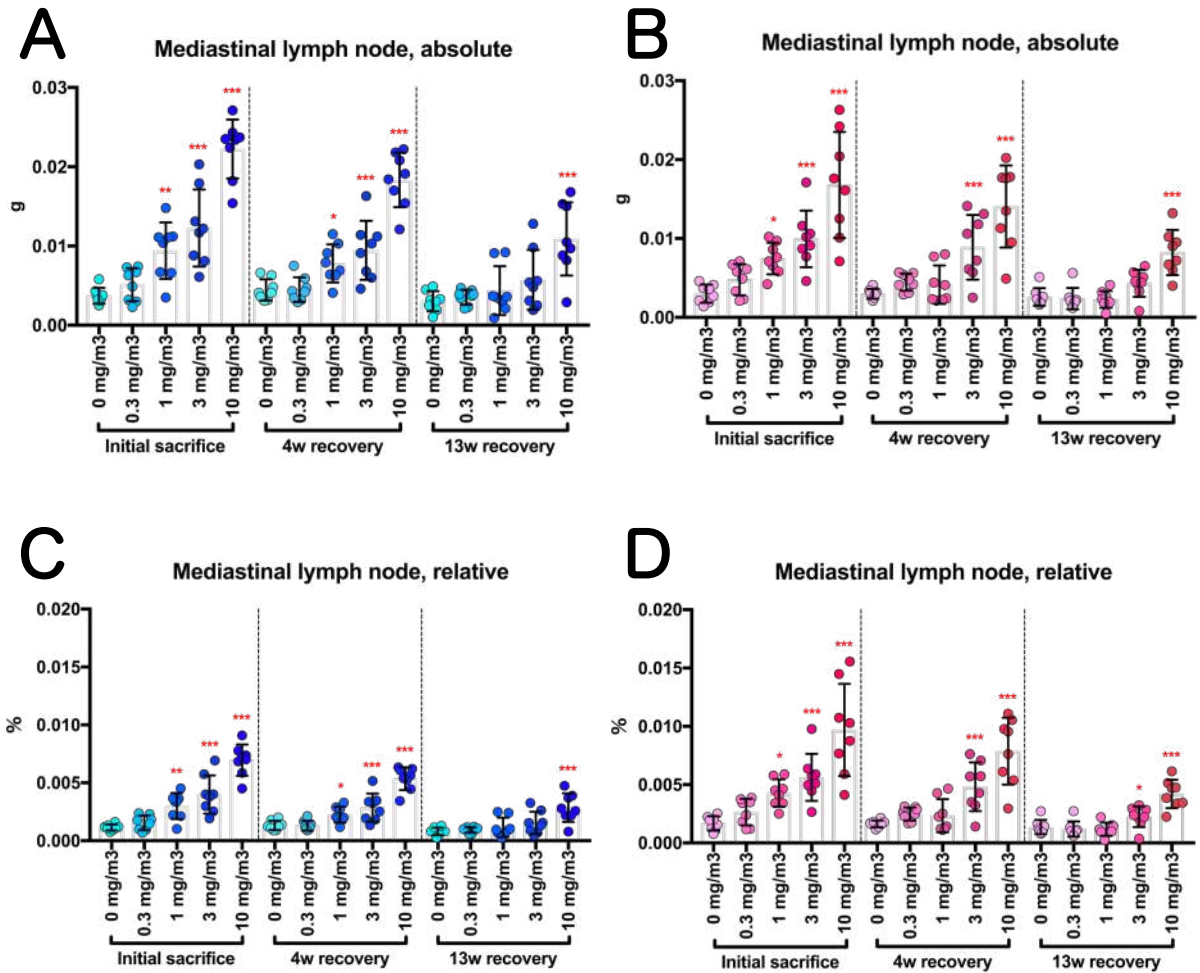 A
Mediastinal lymph node, absolute
0.03
0.02
0.01
0.00
g
** *** *** * *** *** ***
0 mg/m3 0.3 mg/m3 1 mg/m3 3 mg/m3 10 mg/m3 0 mg/m3 0.3 mg/m3 1 mg/m3 3 mg/m3 10 mg/m3 0 mg/m3 0.3 mg/m3 1 mg/m3 3 mg/m3 10 mg/m3
Initial sacrifice 4w recovery 13w recovery
B
Mediastinal lymph node, absolute
0.03
0.02
0.01
0.00
g
* *** *** *** *** ***
0 mg/m3 0.3 mg/m3 1 mg/m3 3 mg/m3 10 mg/m3 0 mg/m3 0.3 mg/m3 1 mg/m3 3 mg/m3 10 mg/m3 0 mg/m3 0.3 mg/m3 1 mg/m3 3 mg/m3 10 mg/m3
Initial sacrifice 4w recovery 13w recovery
C
Mediastinal lymph node, relative
0.020
0.015
0.010
0.005
0.000
%
** *** *** * *** *** ***
0 mg/m3 0.3 mg/m3 1 mg/m3 3 mg/m3 10 mg/m3 0 mg/m3 0.3 mg/m3 1 mg/m3 3 mg/m3 10 mg/m3 0 mg/m3 0.3 mg/m3 1 mg/m3 3 mg/m3 10 mg/m3
Initial sacrifice 4w recovery 13w recovery
D
Mediastinal lymph node, relative
0.020
0.015
0.010
0.005
0.000
%
* *** *** *** *** * ***
0 mg/m3 0.3 mg/m3 1 mg/m3 3 mg/m3 10 mg/m3 0 mg/m3 0.3 mg/m3 1 mg/m3 3 mg/m3 10 mg/m3 0 mg/m3 0.3 mg/m3 1 mg/m3 3 mg/m3 10 mg/m3
Initial sacrifice 4w recovery 13w recovery